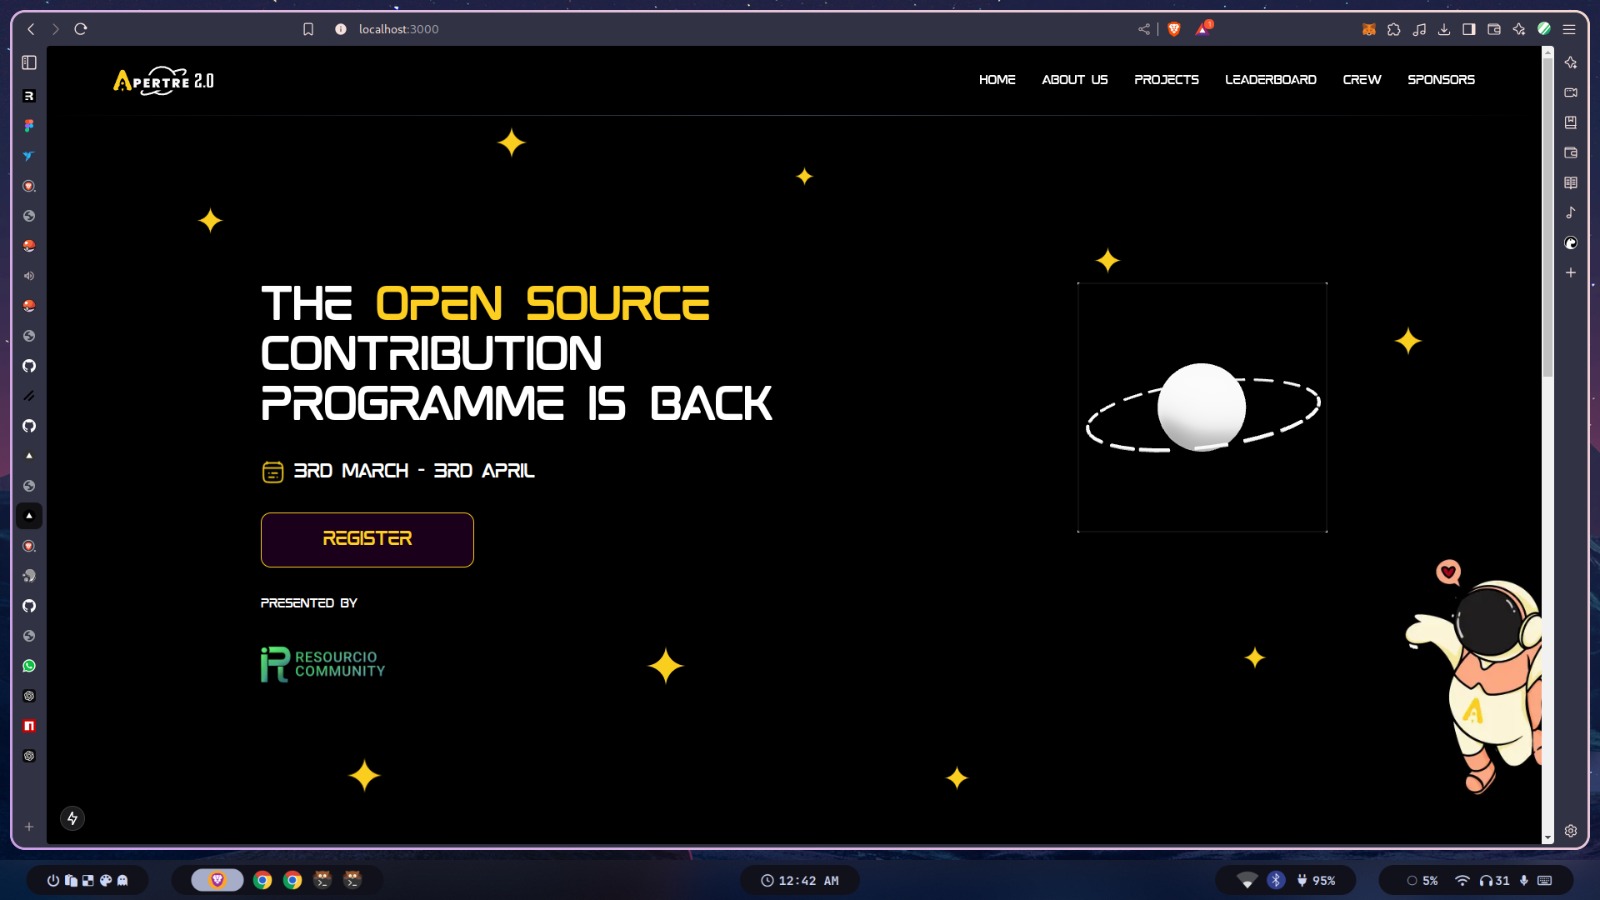 localhost:3000
APERTRE 2.0
HOME ABOUT US PROJECTS LEADERBOARD CREW SPONSORS
THE OPEN SOURCE
CONTRIBUTION
PROGRAMME IS BACK
3RD MARCH - 3RD APRIL
REGISTER
PRESENTED BY
RESOURCIO
COMMUNITY
A
12:42 AM
95%
5%
31